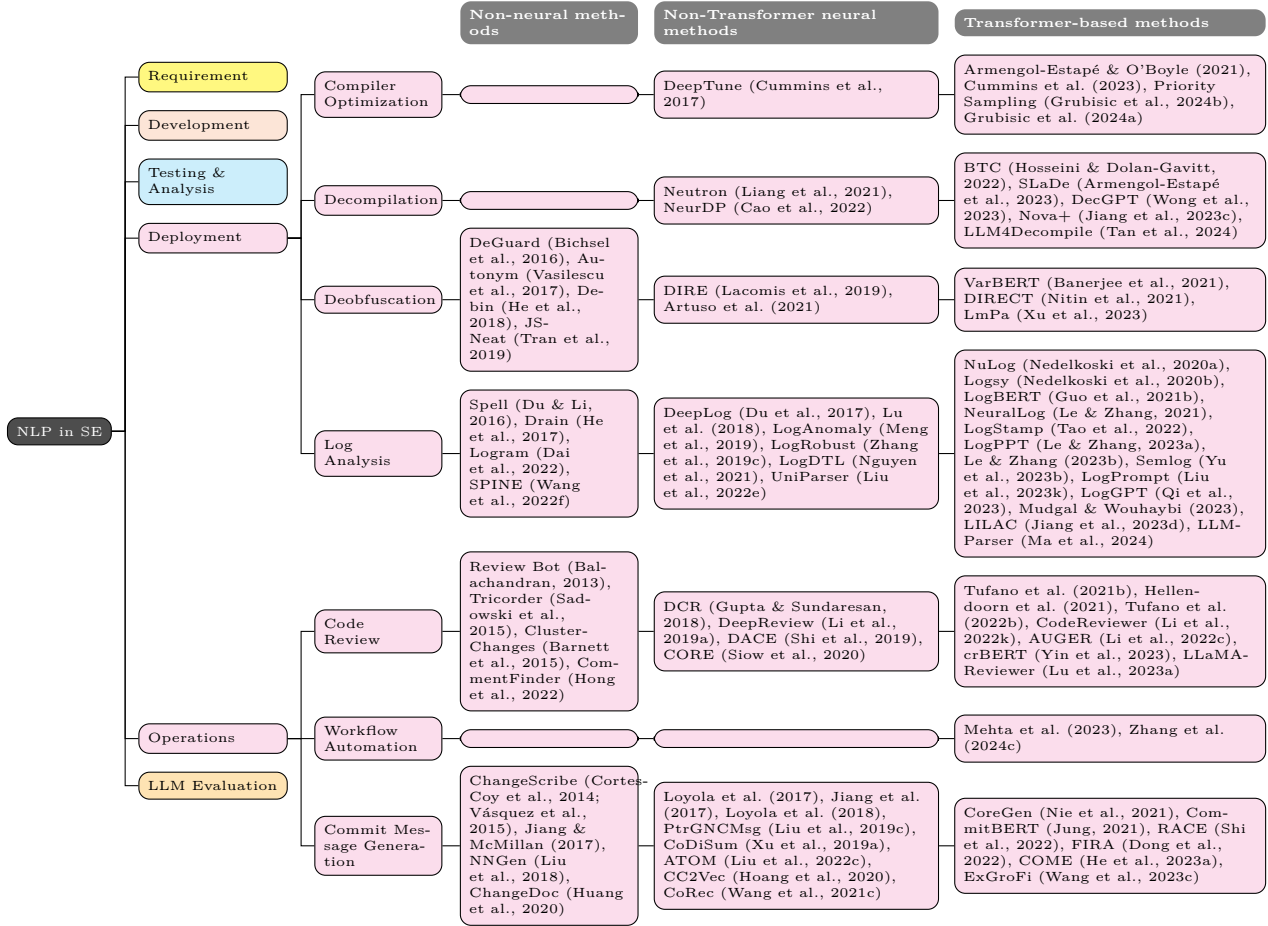 Non-neural meth-
ods
Non-Transformer neural
methods
Transformer-based methods
NLP in SE
Requirement
Development
Testing &
Analysis
Deployment
Compiler
Optimization
DeepTune (Cummins et al.,
2017)
Armengol-Estapé & O'Boyle (2021),
Cummins et al. (2023), Priority
Sampling (Grubisic et al., 2024b),
Grubisic et al. (2024a)
Decompilation
Neutron (Liang et al., 2021),
NeurDP (Cao et al., 2022)
BTC (Hosseini & Dolan-Gavitt,
2022), SLaDe (Armengol-Estapé
et al., 2023), DecGPT (Wong et al.,
2023), Nova+ (Jiang et al., 2023c),
LLM4Decompile (Tan et al., 2024)
Deobfuscation
DeGuard (Bichsel
et al., 2016), Au-
tonym (Vasilescu
et al., 2017), De-
bin (He et al.,
2018), JS-
Neat (Tran et al.,
2019)
DIRE (Lacomis et al., 2019),
Artuso et al. (2021)
VarBERT (Banerjee et al., 2021),
DIRECT (Nitin et al., 2021),
LmPa (Xu et al., 2023)
Log
Analysis
Spell (Du & Li,
2016), Drain (He
et al., 2017),
Logram (Dai
et al., 2022),
SPINE (Wang
et al., 2022f)
DeepLog (Du et al., 2017), Lu
et al. (2018), LogAnomaly (Meng
et al., 2019), LogRobust (Zhang
et al., 2019c), LogDTL (Nguyen
et al., 2021), UniParser (Liu
et al., 2022e)
NuLog (Nedelkoski et al., 2020a),
Logsy (Nedelkoski et al., 2020b),
LogBERT (Guo et al., 2021b),
NeuralLog (Le & Zhang, 2021),
LogStamp (Tao et al., 2022),
LogPPT (Le & Zhang, 2023a),
Le & Zhang (2023b), Semlog (Yu
et al., 2023b), LogPrompt (Liu
et al., 2023k), LogGPT (Qi et al.,
2023), Mudgal & Wouhaybi (2023),
LILAC (Jiang et al., 2023d), LLM-
Parser (Ma et al., 2024)
Operations
Code
Review
Review Bot (Bal-
achandran, 2013),
Tricorder (Sad-
owski et al.,
2015), Cluster-
Changes (Barnett
et al., 2015), Com-
mentFinder (Hong
et al., 2022)
DCR (Gupta & Sundaresan,
2018), DeepReview (Li et al.,
2019a), DACE (Shi et al., 2019),
CORE (Siow et al., 2020)
Tufano et al. (2021b), Hellen-
doorn et al. (2021), Tufano et al.
(2022b), CodeReviewer (Li et al.,
2022k), AUGER (Li et al., 2022c),
crBERT (Yin et al., 2023), LLaMA-
Reviewer (Lu et al., 2023a)
Workflow
Automation
Mehta et al. (2023), Zhang et al.
(2024c)
Commit Mes-
sage Genera-
tion
ChangeScribe (Cortes-
Coy et al., 2014;
Vásquez et al.,
2015), Jiang &
McMillan (2017),
NNGen (Liu
et al., 2018),
ChangeDoc (Huang
et al., 2020)
Loyola et al. (2017), Jiang et al.
(2017), Loyola et al. (2018),
PtrGNCMsg (Liu et al., 2019c),
CoDiSum (Xu et al., 2019a),
ATOM (Liu et al., 2022c),
CC2Vec (Hoang et al., 2020),
CoRec (Wang et al., 2021c)
CoreGen (Nie et al., 2021), Com-
mitBERT (Jung, 2021), RACE (Shi
et al., 2022), FIRA (Dong et al.,
2022), COME (He et al., 2023a),
ExGroFi (Wang et al., 2023c)
LLM Evaluation